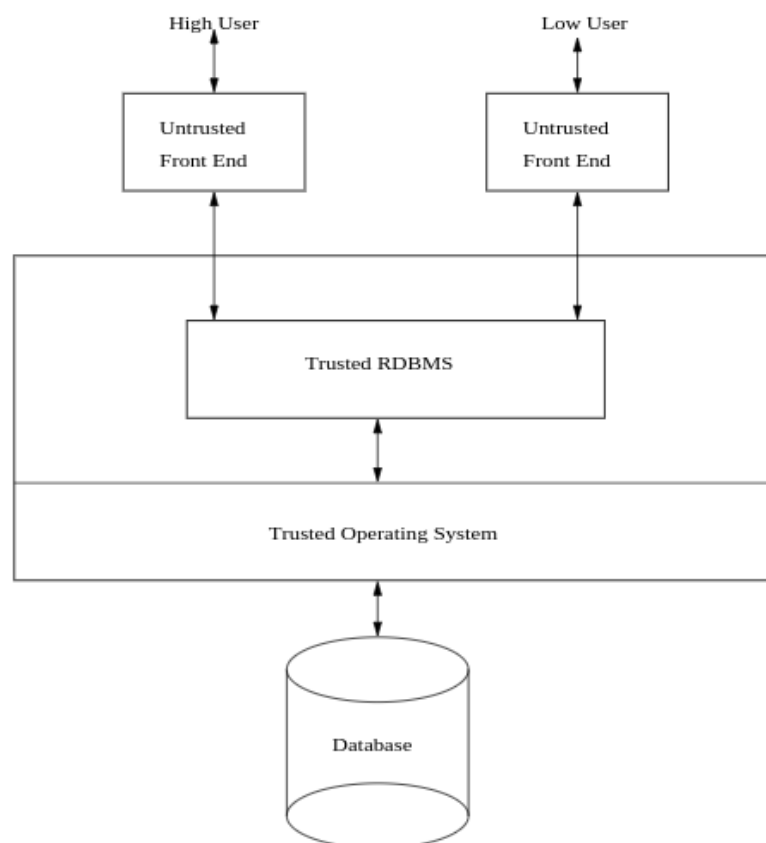 High User
Low User
Untrusted
Front End
Untrusted
Front End
Trusted RDBMS
Trusted Operating System
Database